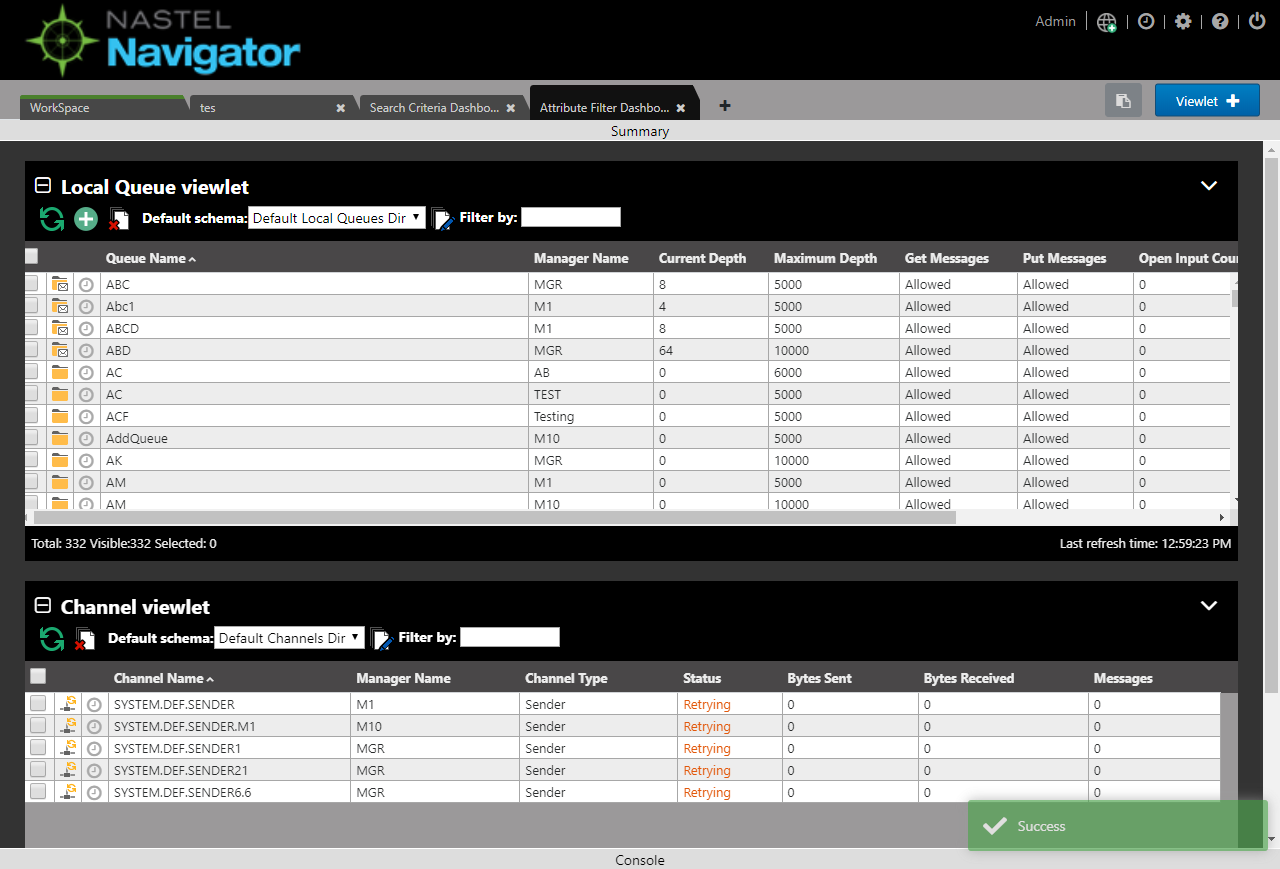 NASTEL
Navigator
Admin
WorkSpace tes Search Criteria Dashbo... Attribute Filter Dashbo... Viewlet
Summary
Local Queue viewlet
Default schema: Default Local Queues Dir Filter by:
Queue Name Manager Name Current Depth Maximum Depth Get Messages Put Messages Open Input Cou
ABC MGR 8 5000 Allowed Allowed 0
Abc1 M1 4 5000 Allowed Allowed 0
ABCD M1 8 5000 Allowed Allowed 0
ABD MGR 64 10000 Allowed Allowed 0
AC AB 0 6000 Allowed Allowed 0
AC TEST 0 5000 Allowed Allowed 0
ACF Testing 0 5000 Allowed Allowed 0
AddQueue M10 0 5000 Allowed Allowed 0
AK MGR 0 10000 Allowed Allowed 0
AM M1 0 5000 Allowed Allowed 0
AM M10 0 10000 Allowed Allowed 0
Total: 332 Visible:332 Selected: 0 Last refresh time: 12:59:23 PM
Channel viewlet
Default schema: Default Channels Dir Filter by:
Channel Name Manager Name Channel Type Status Bytes Sent Bytes Received Messages
SYSTEM.DEF.SENDER M1 Sender Retrying 0 0 0
SYSTEM.DEF.SENDER.M1 M10 Sender Retrying 0 0 0
SYSTEM.DEF.SENDER1 MGR Sender Retrying 0 0 0
SYSTEM.DEF.SENDER21 MGR Sender Retrying 0 0 0
SYSTEM.DEF.SENDER6.6 MGR Sender Retrying 0 0 0
Success
Console